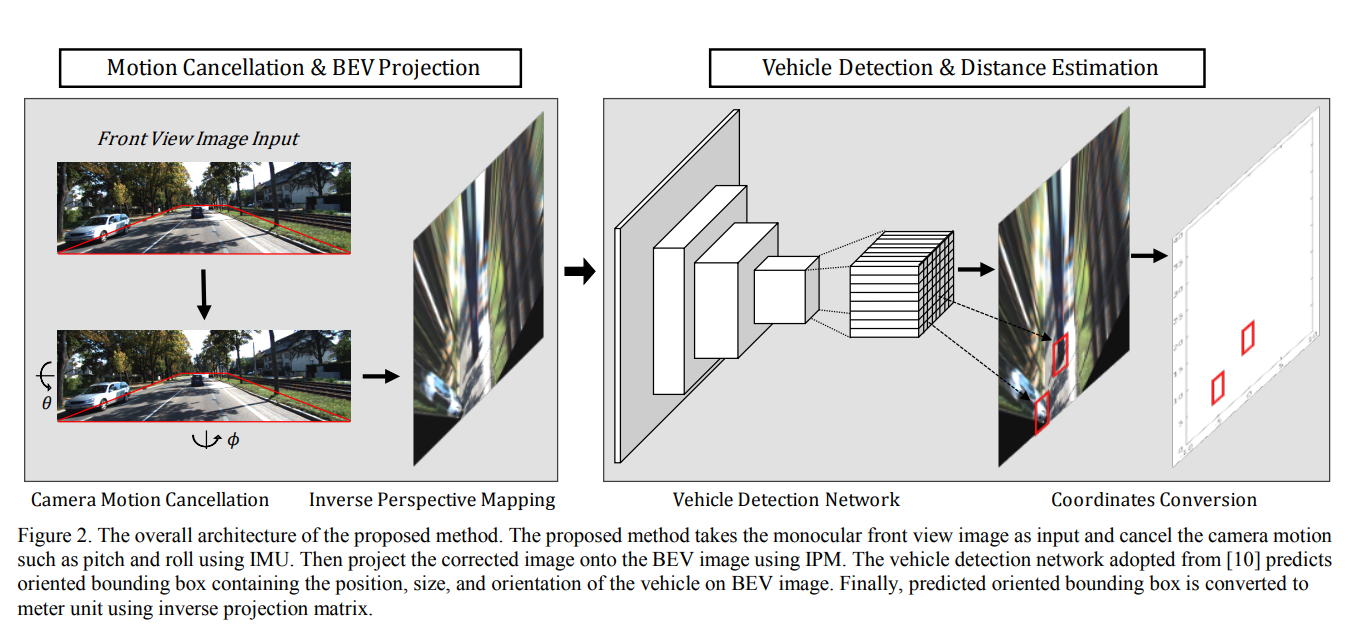 Motion Cancellation & BEV Projection
Vehicle Detection & Distance Estimation
Front View Image Input
θ
ϕ
Camera Motion Cancellation
Inverse Perspective Mapping
Vehicle Detection Network
Coordinates Conversion
Figure 2. The overall architecture of the proposed method. The proposed method takes the monocular front view image as input and cancel the camera motion
such as pitch and roll using IMU. Then project the corrected image onto the BEV image using IPM. The vehicle detection network adopted from [10] predicts
oriented bounding box containing the position, size, and orientation of the vehicle on BEV image. Finally, predicted oriented bounding box is converted to
meter unit using inverse projection matrix.